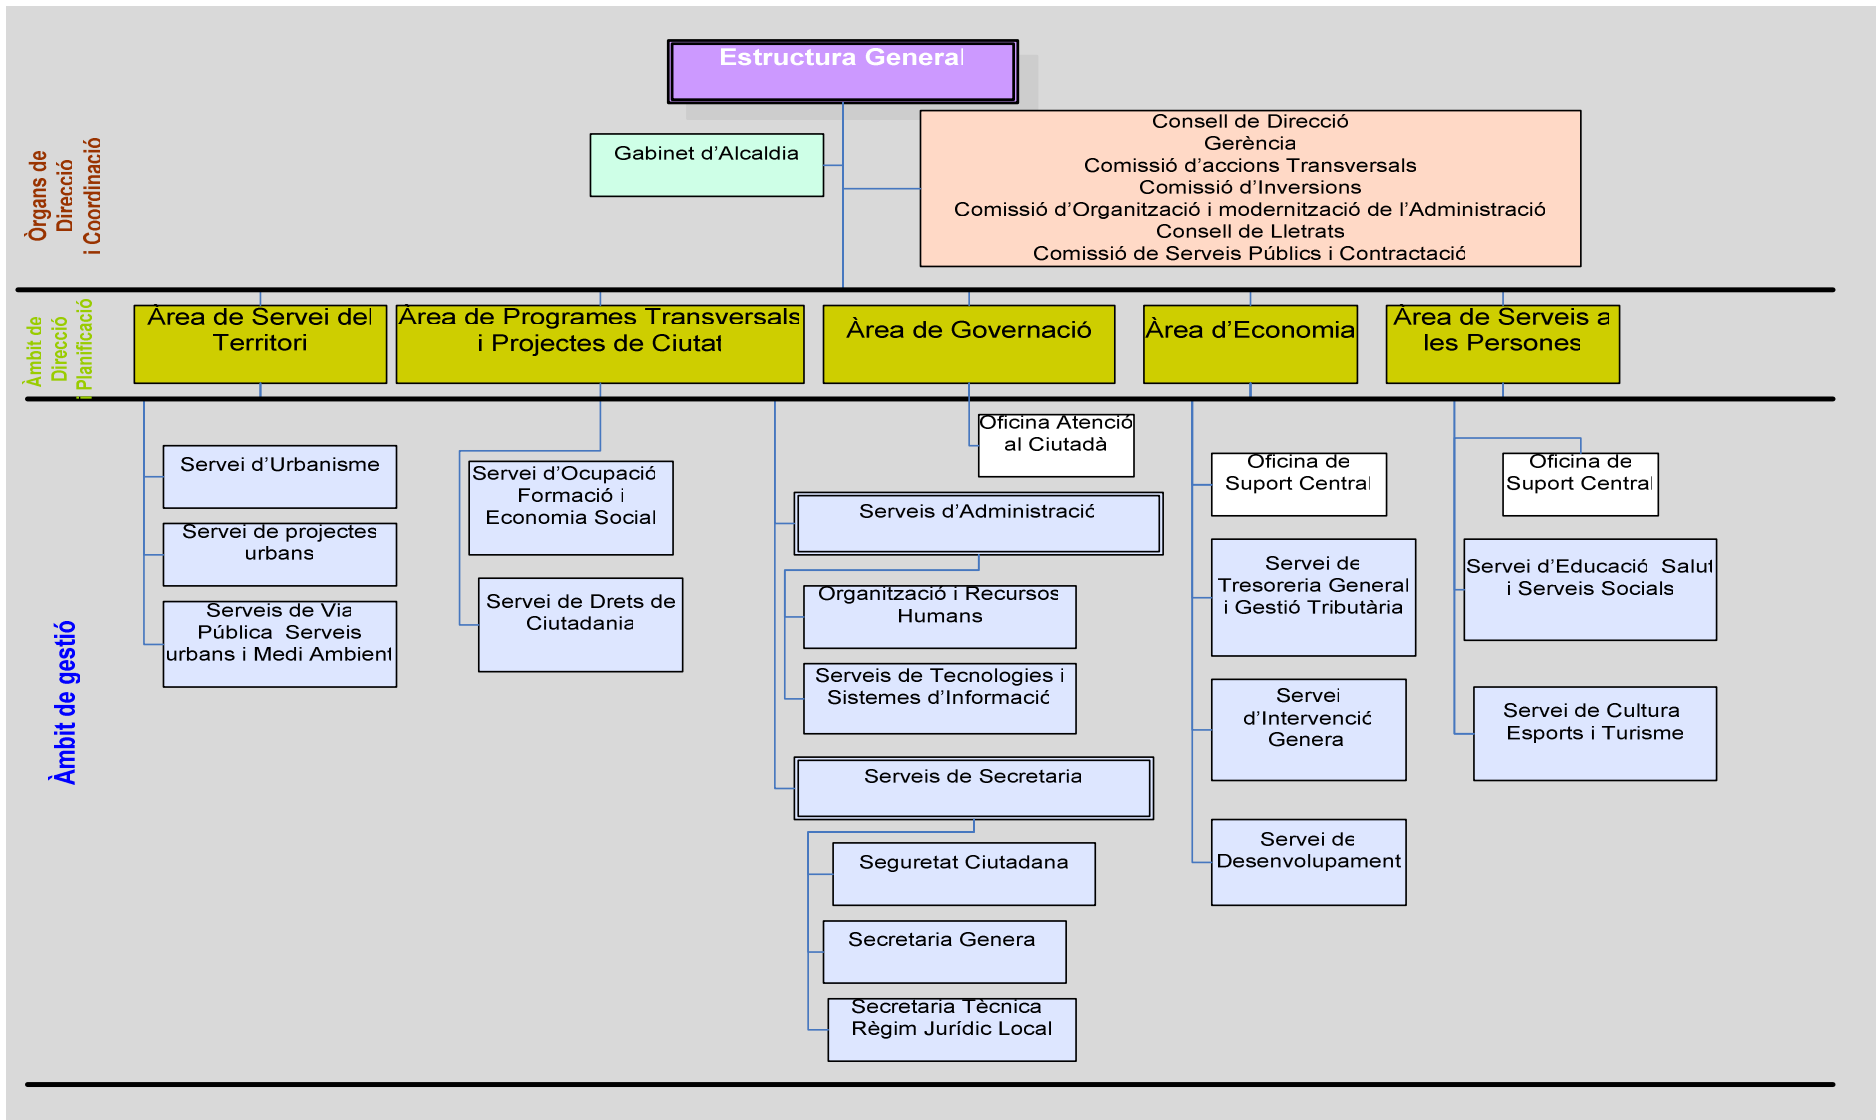 Estructura General
Òrgans de
Direcció
i Coordinació
Gabinet d’Alcaldia
Consell de Direcció
Gerència
Comissió d’accions Transversals
Comissió d’Inversions
Comissió d’Organització i modernització de l’Administració
Consell de Lletrats
Comissió de Serveis Públics i Contractació
Àmbit de
Direcció
i Planificació
Àrea de Servei del
Territori
Àrea de Programes Transversals
i Projectes de Ciutat
Àrea de Governació
Àrea d’Economia
Àrea de Serveis a
les Persones
Àmbit de gestió
Servei d’Urbanisme
Servei de projectes
urbans
Serveis de Via
Pública Serveis
urbans i Medi Ambient
Servei d’Ocupació
Formació i
Economia Social
Servei de Drets de
Ciutadania
Oficina Atenció
al Ciutadà
Serveis d’Administració
Organització i Recursos
Humans
Serveis de Tecnologies i
Sistemes d’Informació
Serveis de Secretaria
Seguretat Ciutadana
Secretaria Genera
Secretaria Tècnica
Règim Jurídic Local
Oficina de
Suport Central
Servei de
Tresoreria General
i Gestió Tributària
Servei
d’Intervenció
Genera
Servei de
Desenvolupament
Oficina de
Suport Central
Servei d’Educació Salut
i Serveis Socials
Servei de Cultura
Esports i Turisme